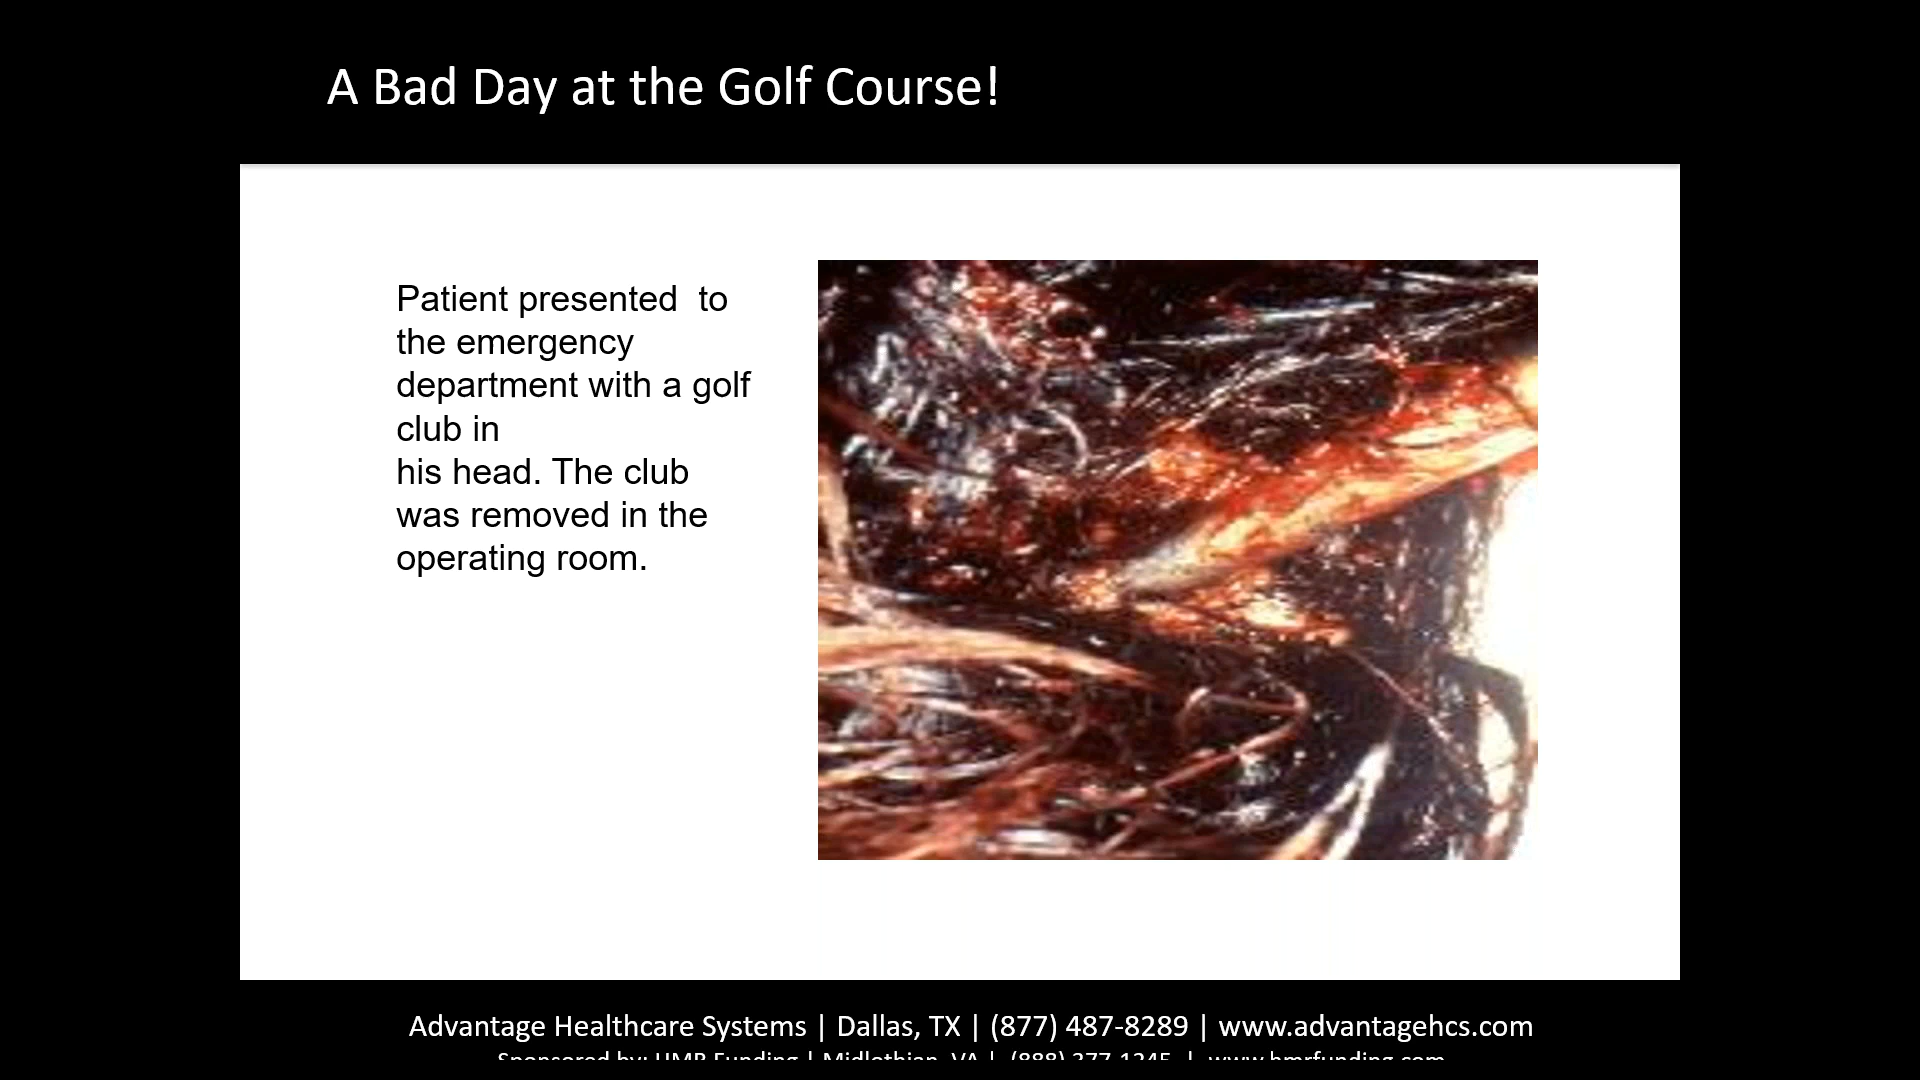 A Bad Day at the Golf Course!
Patient presented  to
the emergency
department with a golf
club in
his head. The club
was removed in the
operating room.
Advantage Healthcare Systems | Dallas, TX | (877) 487-8289 | www.advantagehcs.com
Sponsored by: HMR Funding | Midlothian, VA |  (888) 377-1245  |  www.hmrfunding.com